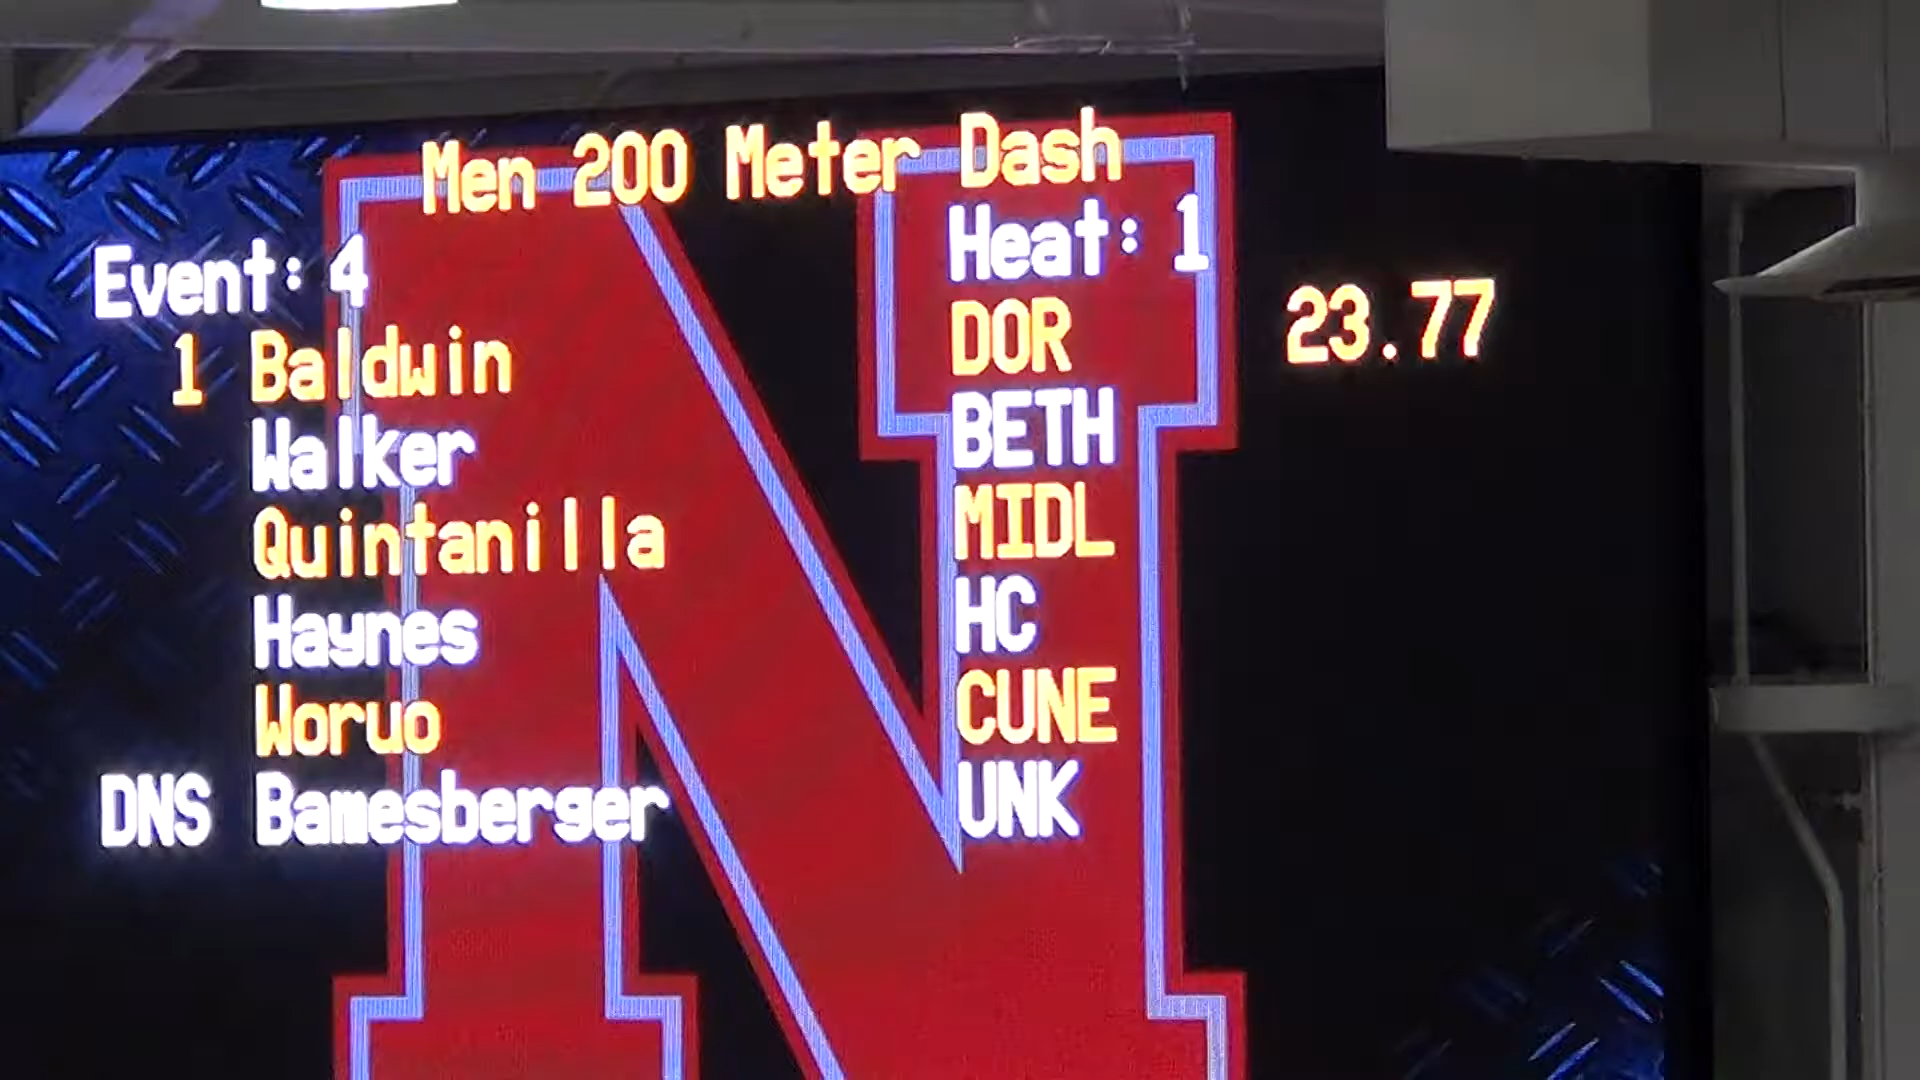 Men 200 Meter Dash
Event: 4 Heat: 1
1 Baldwin DOR 23.77
Walker BETH
Quintanilla MIDL
Haynes HC
Woruo CUNE
DNS Bamesberger UNK
N